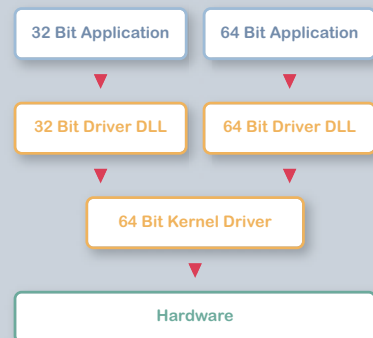 32 Bit Application
64 Bit Application
32 Bit Driver DLL
64 Bit Driver DLL
64 Bit Kernel Driver
Hardware